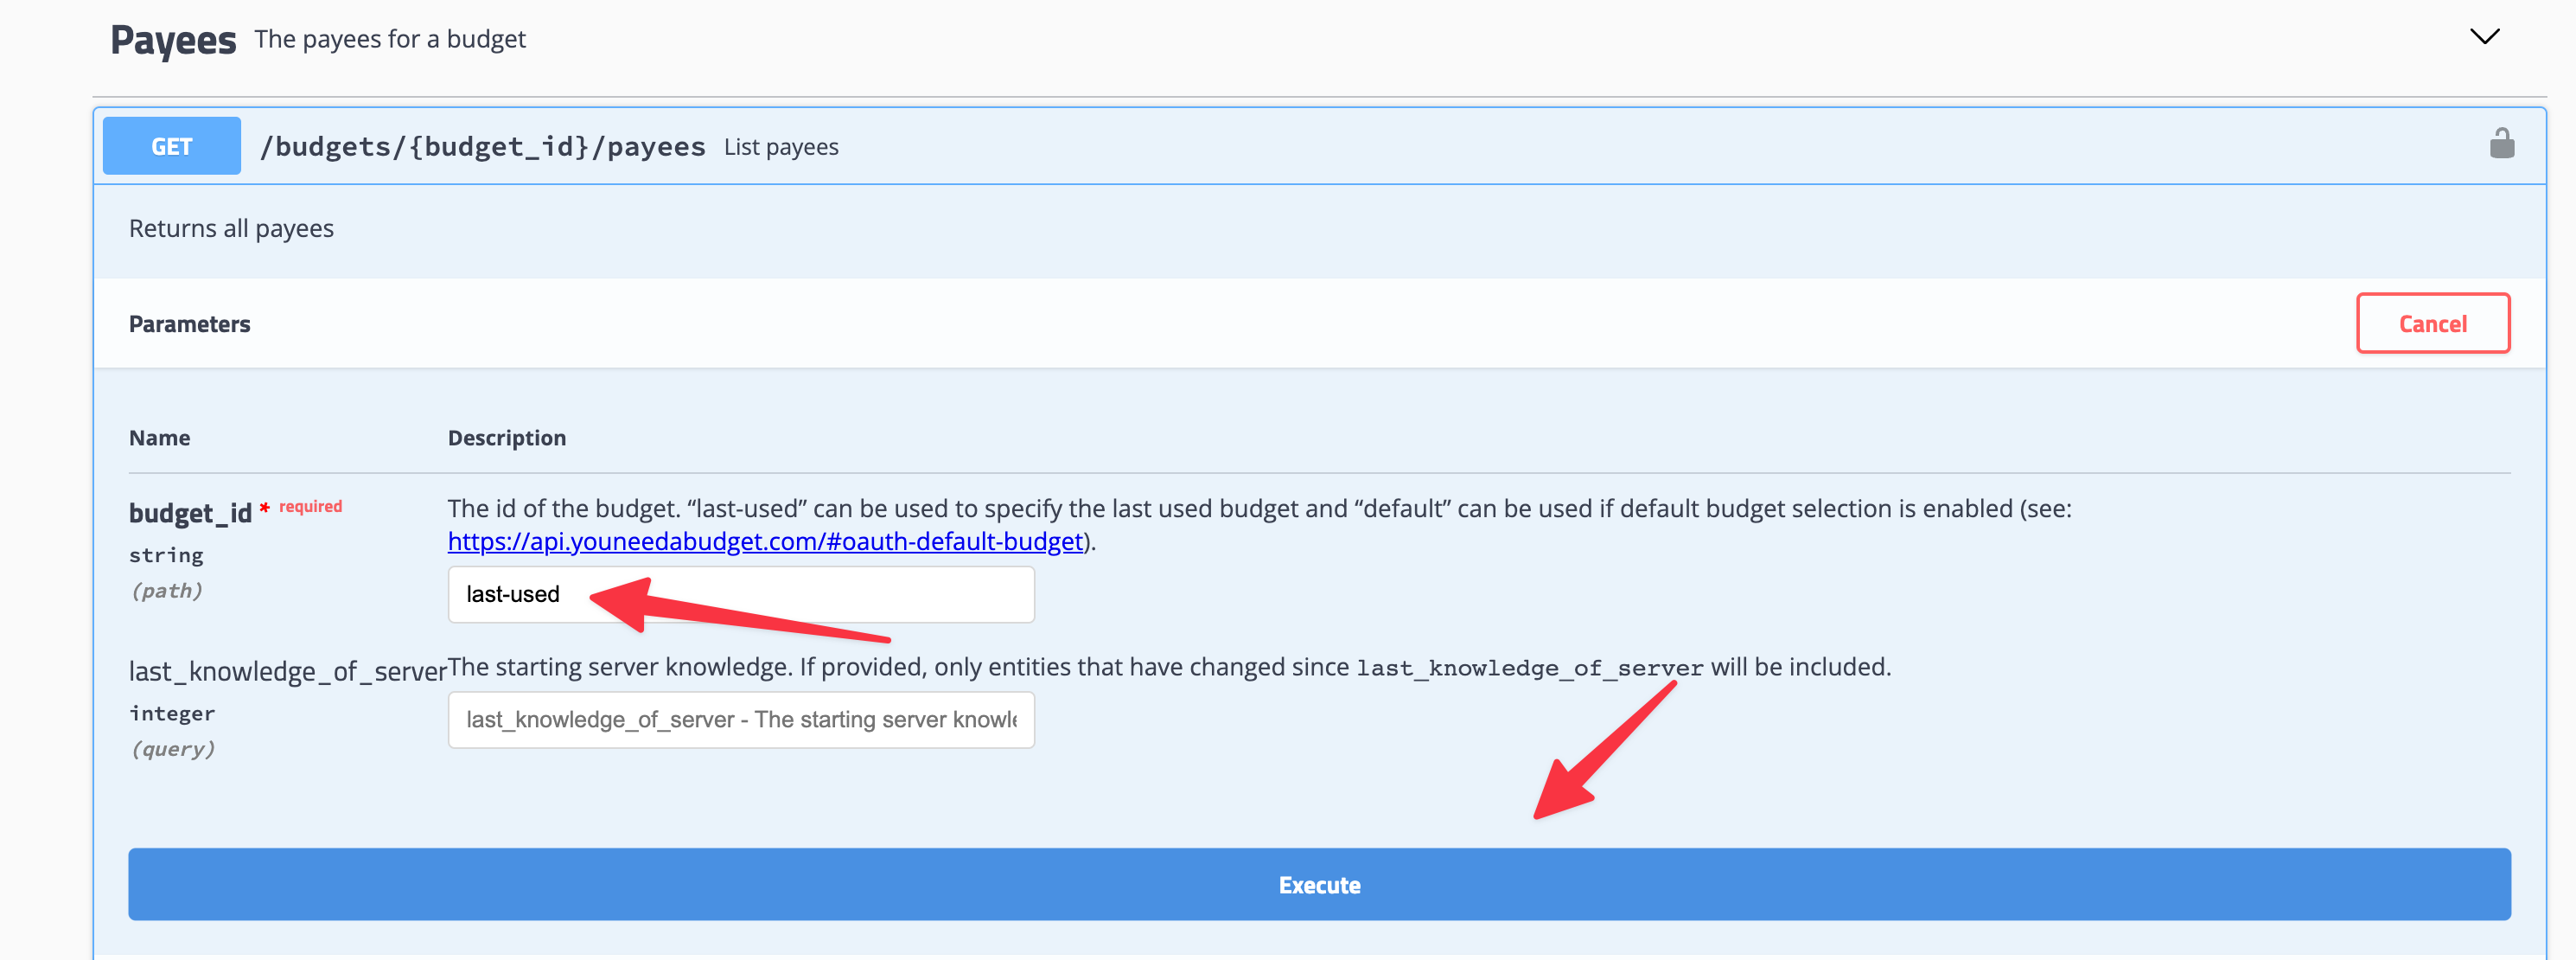 Payees The payees for a budget
GET /budgets/{budget_id}/payees List payees
Returns all payees
Parameters
Cancel
Name Description
budget_id * required
string
(path)
The id of the budget. “last-used” can be used to specify the last used budget and “default” can be used if default budget selection is enabled (see:
https://api.youneedabudget.com/#oauth-default-budget).
last-used
last_knowledge_of_server
integer
(query)
The starting server knowledge. If provided, only entities that have changed since last_knowledge_of_server will be included.
last_knowledge_of_server - The starting server knowle
Execute